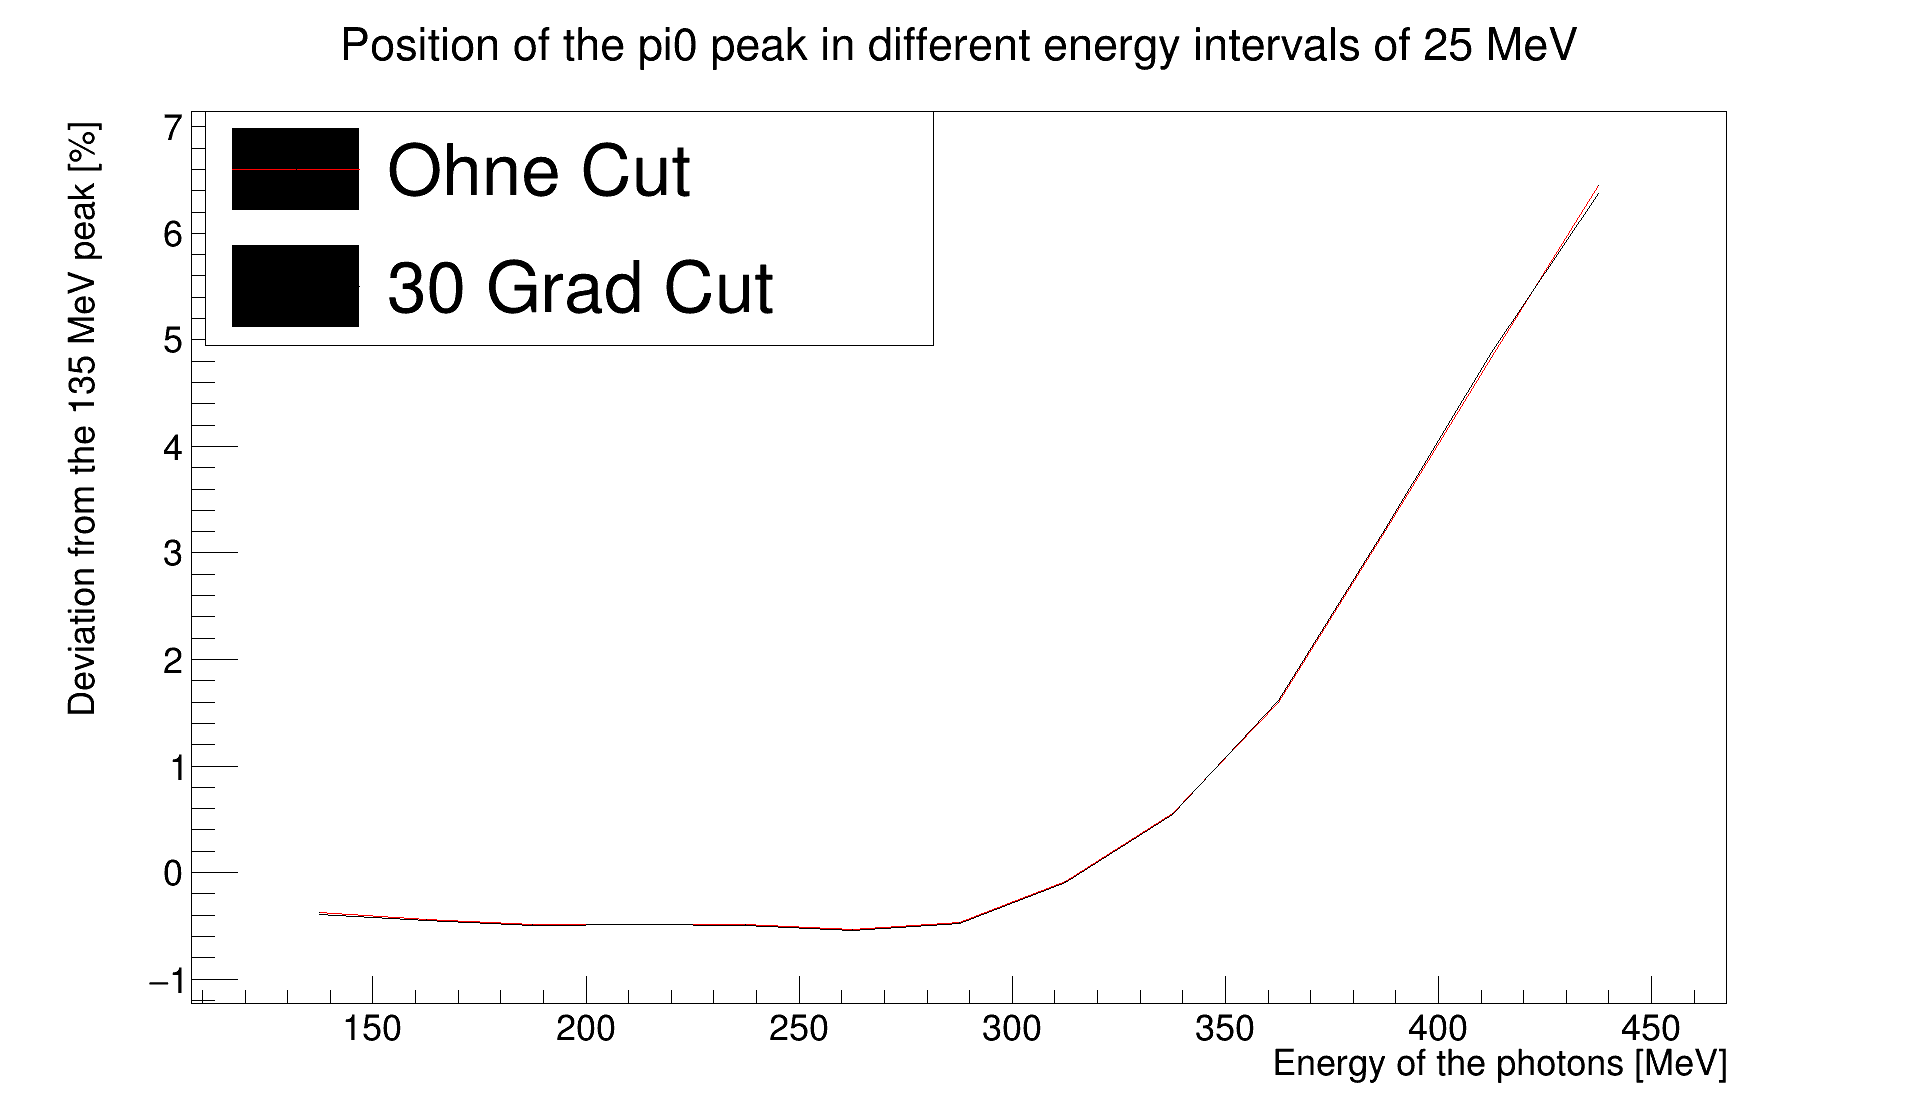 Position of the pi0 peak in different energy intervals of 25 MeV
Deviation from the 135 MeV peak [%]
Ohne Cut
30 Grad Cut
7
6
5
4
3
2
1
0
−1
150 200 250 300 350 400 450
Energy of the photons [MeV]